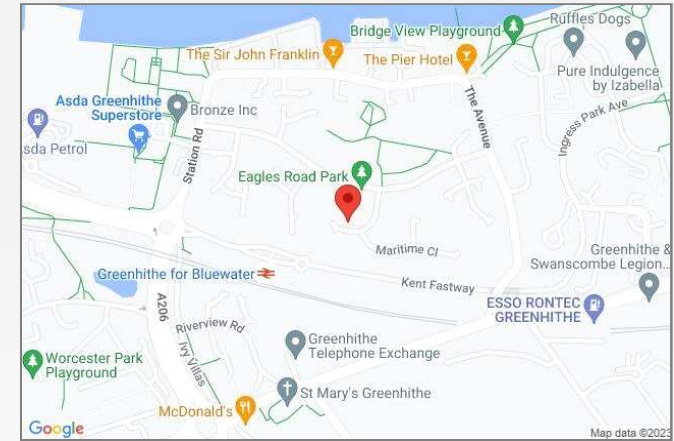 Bridge View Playground
Ruffles Dogs
The Sir John Franklin
The Pier Hotel
Pure Indulgence
by Izabella
Asda Greenhithe
Superstore
Bronze Inc
The Avenue
Ingress Park Ave
sda Petrol
Station Rd
Eagles Road Park
Maritime Cl
Greenhithe &
Swanscombe Legion...
Greenhithe for Bluewater
Kent Fastway
ESSO RONTEC
GREENHITHE
A206
Riverview Rd
Ivy Villas
Greenhithe
Telephone Exchange
Worcester Park
Playground
St Mary's Greenhithe
McDonald's
Google
Map data ©2023